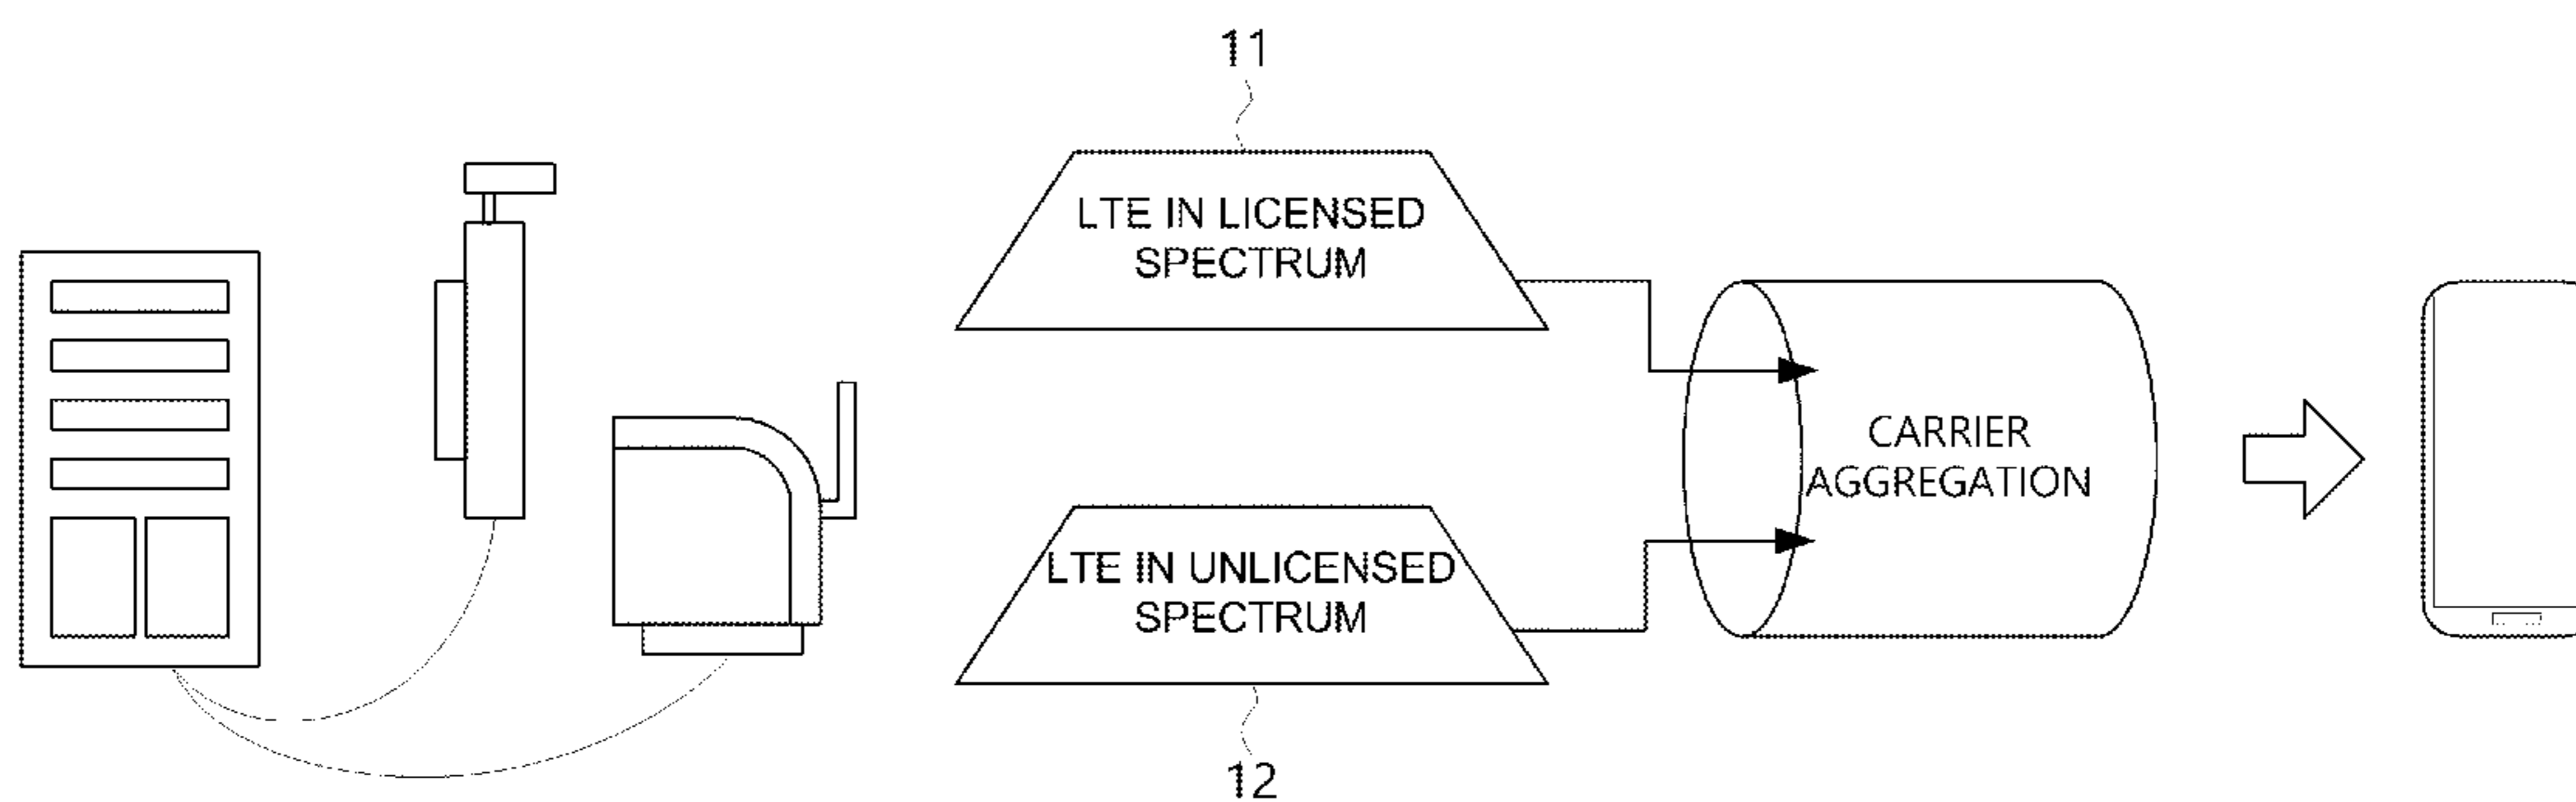 11
LTE IN LICENSED
SPECTRUM
CARRIER
AGGREGATION
LTE IN UNLICENSED
SPECTRUM
12